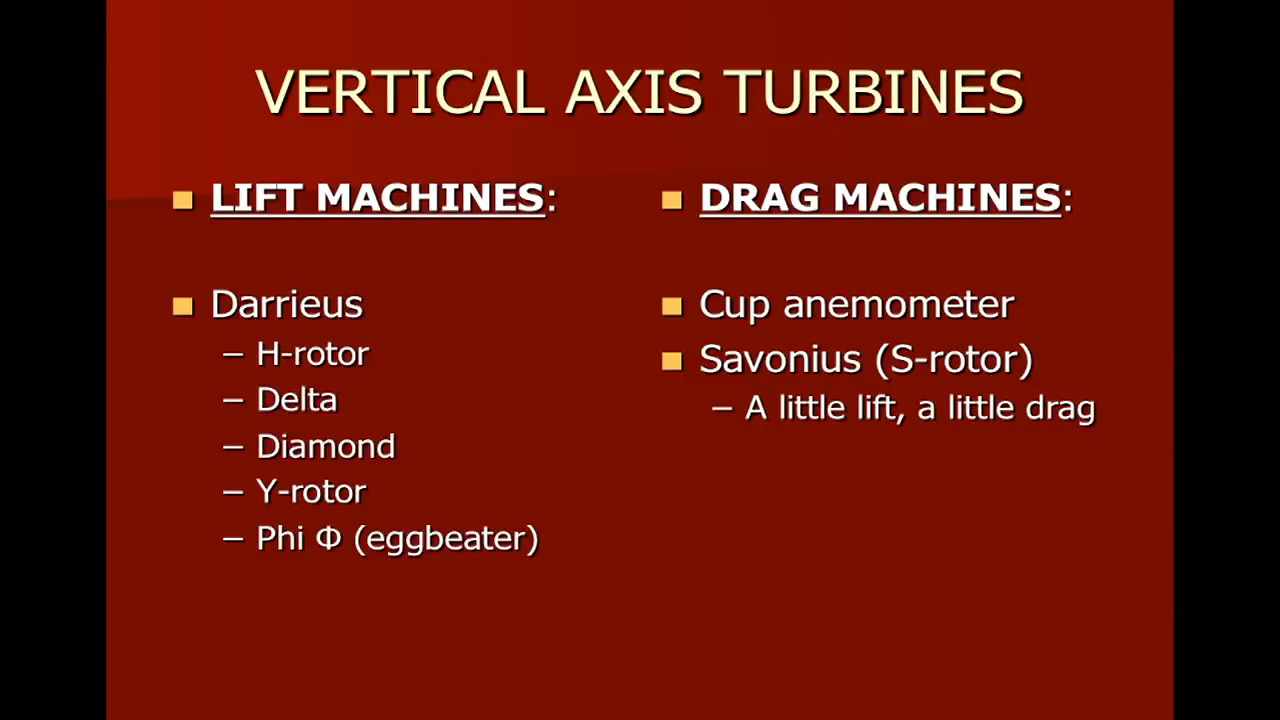 VERTICAL AXIS TURBINES
LIFT MACHINES:
Darrieus
– H-rotor
– Delta
– Diamond
– Y-rotor
– Phi Φ (eggbeater)
DRAG MACHINES:
Cup anemometer
Savonius (S-rotor)
– A little lift, a little drag